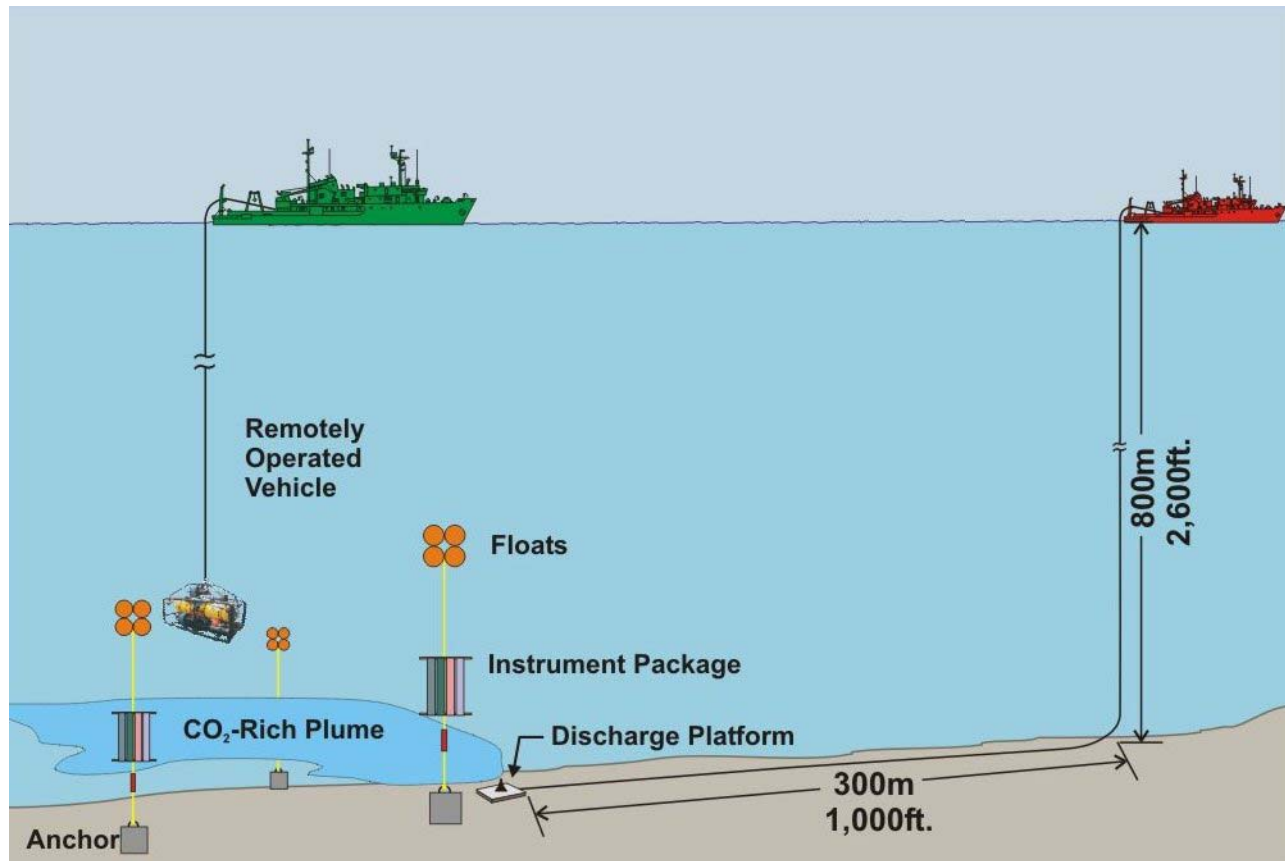 Remotely
Operated
Vehicle
Floats
Instrument Package
CO₂-Rich Plume
Discharge Platform
Anchor
800m
2,600ft.
300m
1,000ft.